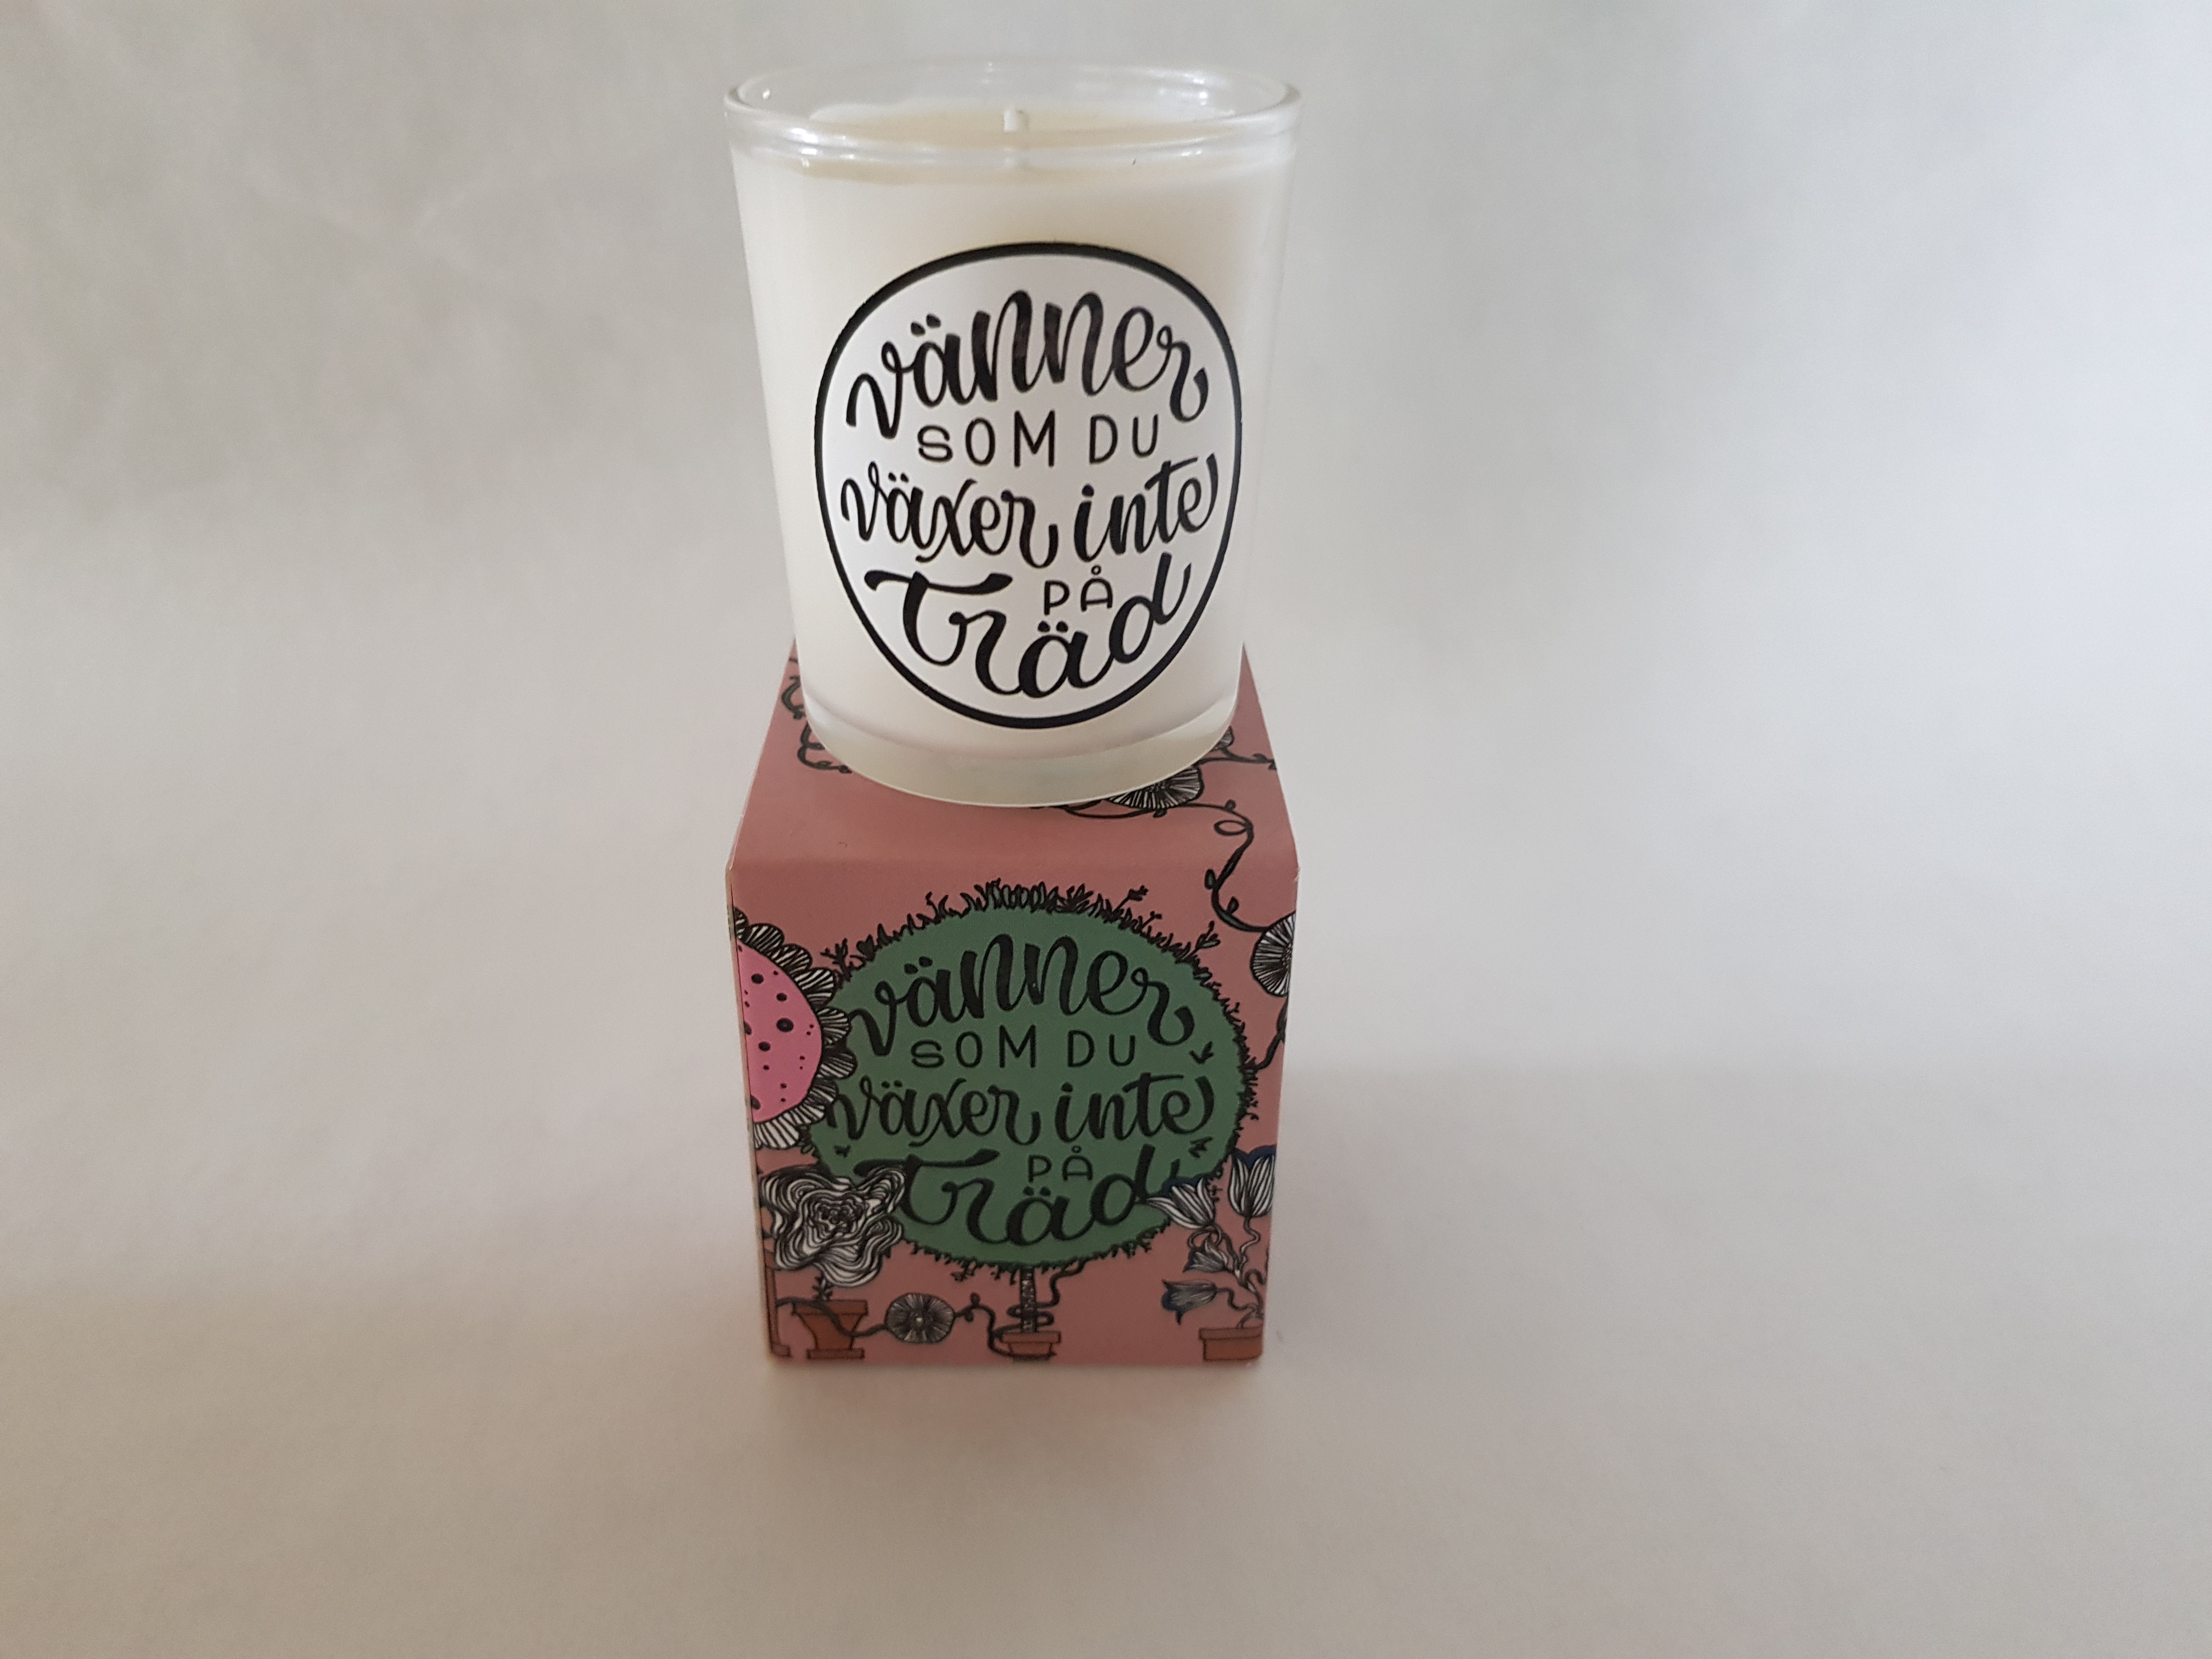 vänner
SOM DU
växer inte
PÅ
träd
vänner
SOM DU
växer inte
PÅ
träd